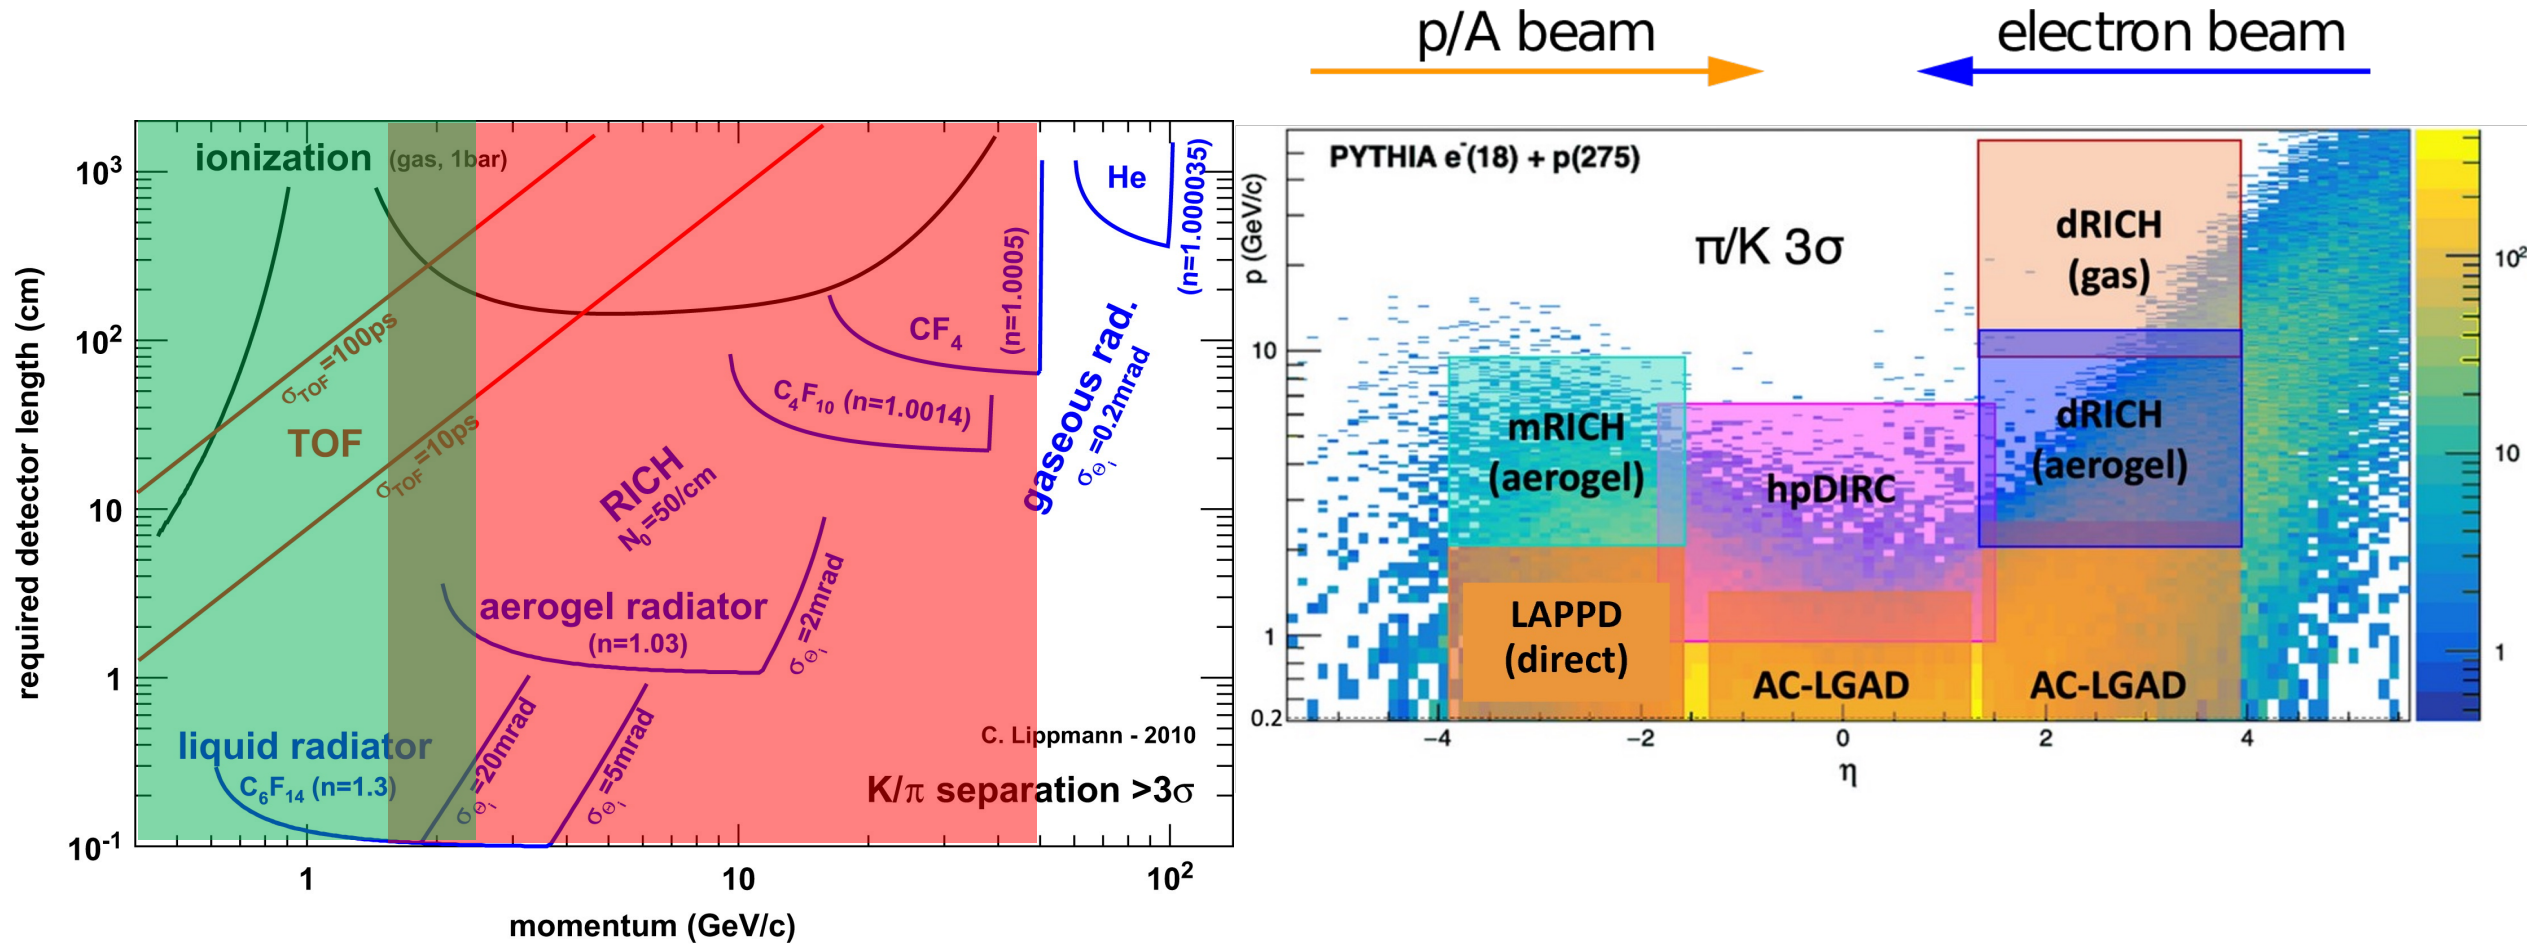 p/A beam
electron beam
ionization (gas, 1bar)
10³
10²
10
1
10⁻¹
required detector length (cm)
σTOF=100ps
TOF
σTOF=10ps
He
(n=1.000035)
(n=1.0005)
CF₄
C₄F₁₀ (n=1.0014)
gaseous rad.
σΘᵢ=0.2mrad
RICH
N₀=50/cm
aerogel radiator
(n=1.03)
σΘᵢ=2mrad
liquid radiator
C₆F₁₄ (n=1.3)
σΘᵢ=20mrad
σΘᵢ=5mrad
C. Lippmann - 2010
K/π separation >3σ
1
10
10²
momentum (GeV/c)
PYTHIA e⁻(18) + p(275)
π/K 3σ
p (GeV/c)
10
1
0.2
dRICH
(gas)
mRICH
(aerogel)
hpDIRC
dRICH
(aerogel)
LAPPD
(direct)
AC-LGAD
AC-LGAD
−4
−2
0
2
4
η
10²
10
1